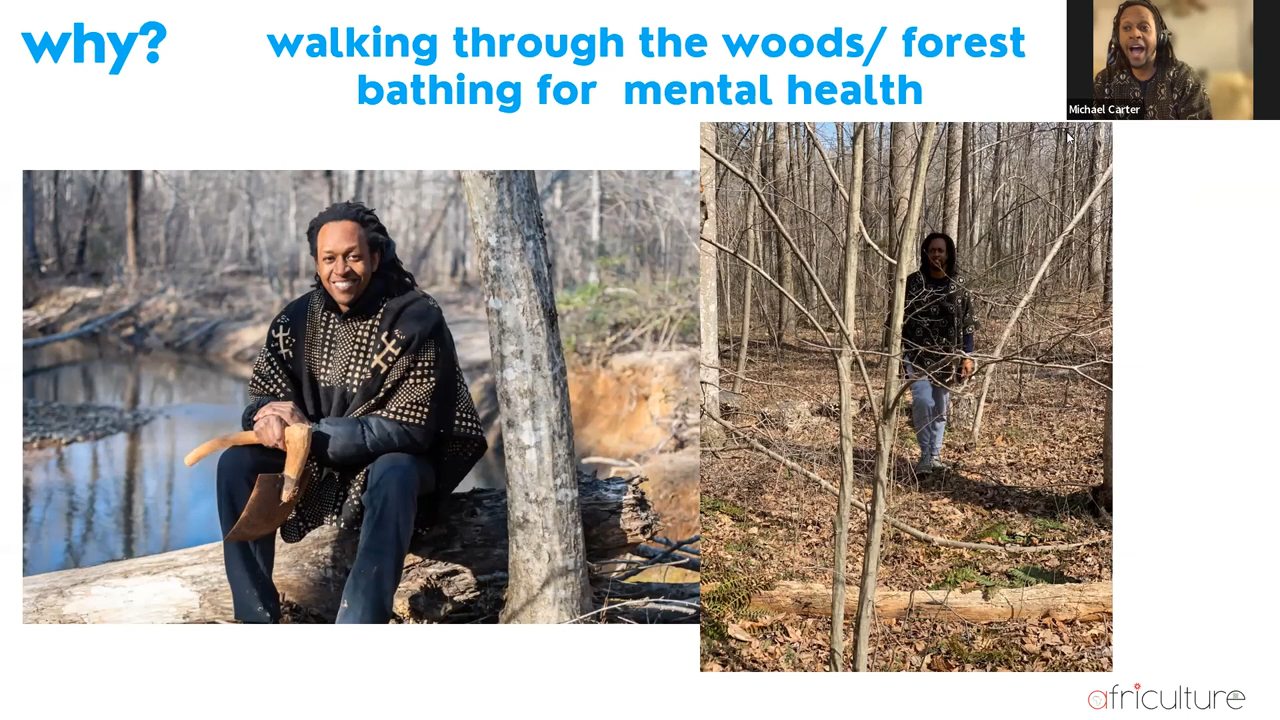 why?
walking through the woods/ forest
bathing for  mental health
Michael Carter
africulture